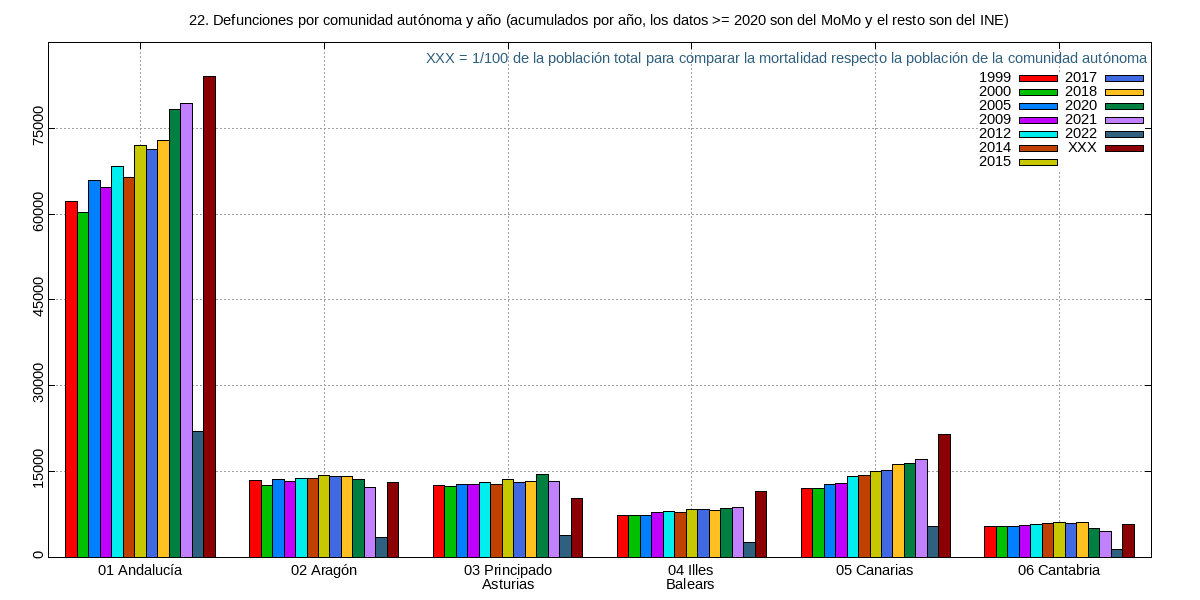 22. Defunciones por comunidad autónoma y año (acumulados por año, los datos >= 2020 son del MoMo y el resto son del INE)
XXX = 1/100 de la población total para comparar la mortalidad respecto la población de la comunidad autónoma
1999 2017
2000 2018
2005 2020
2009 2021
2012 2022
2014 XXX
2015
75000
60000
45000
30000
15000
0
01 Andalucía 02 Aragón 03 Principado 04 Illes 05 Canarias 06 Cantabria
Asturias Balears